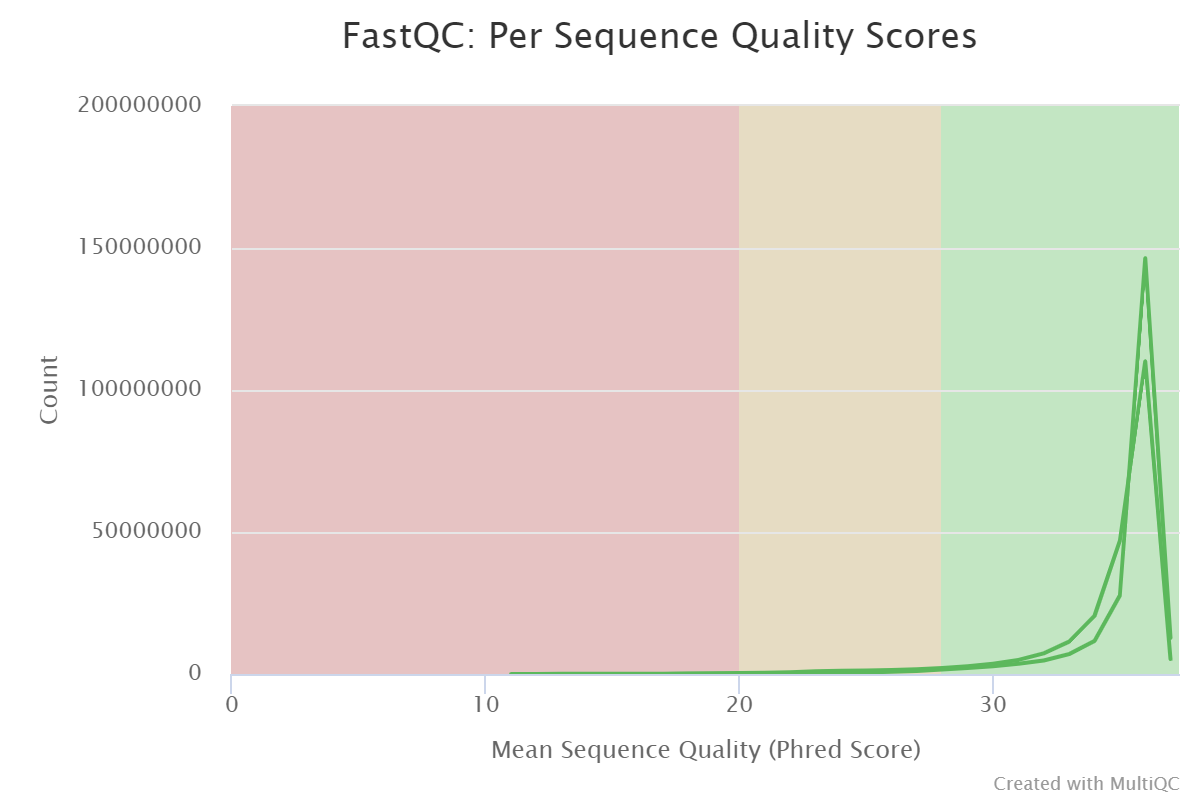 FastQC: Per Sequence Quality Scores
200000000
150000000
100000000
50000000
0
Count
0 10 20 30
Mean Sequence Quality (Phred Score)
Created with MultiQC